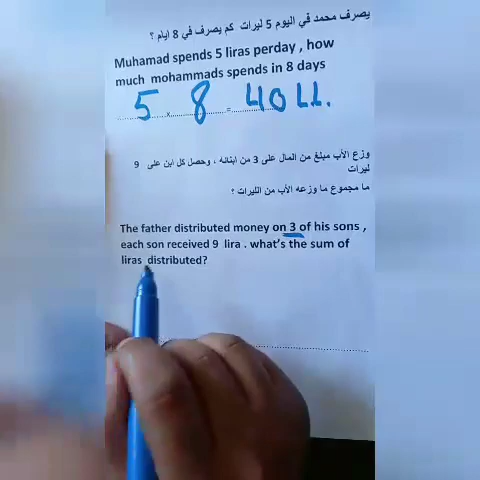 يصرف محمد في اليوم 5 ليرات كم يصرف في 8 ايام ؟
Muhamad spends 5 liras perday , how
much mohammads spends in 8 days
5 x 8 = 40 L.L.
وزع الأب مبلغ من المال على 3 من ابنائه ، وحصل كل ابن على 9
ليرات
ما مجموع ما وزعه الأب من الليرات ؟
The father distributed money on 3 of his sons ,
each son received 9 lira . what's the sum of
liras distributed?